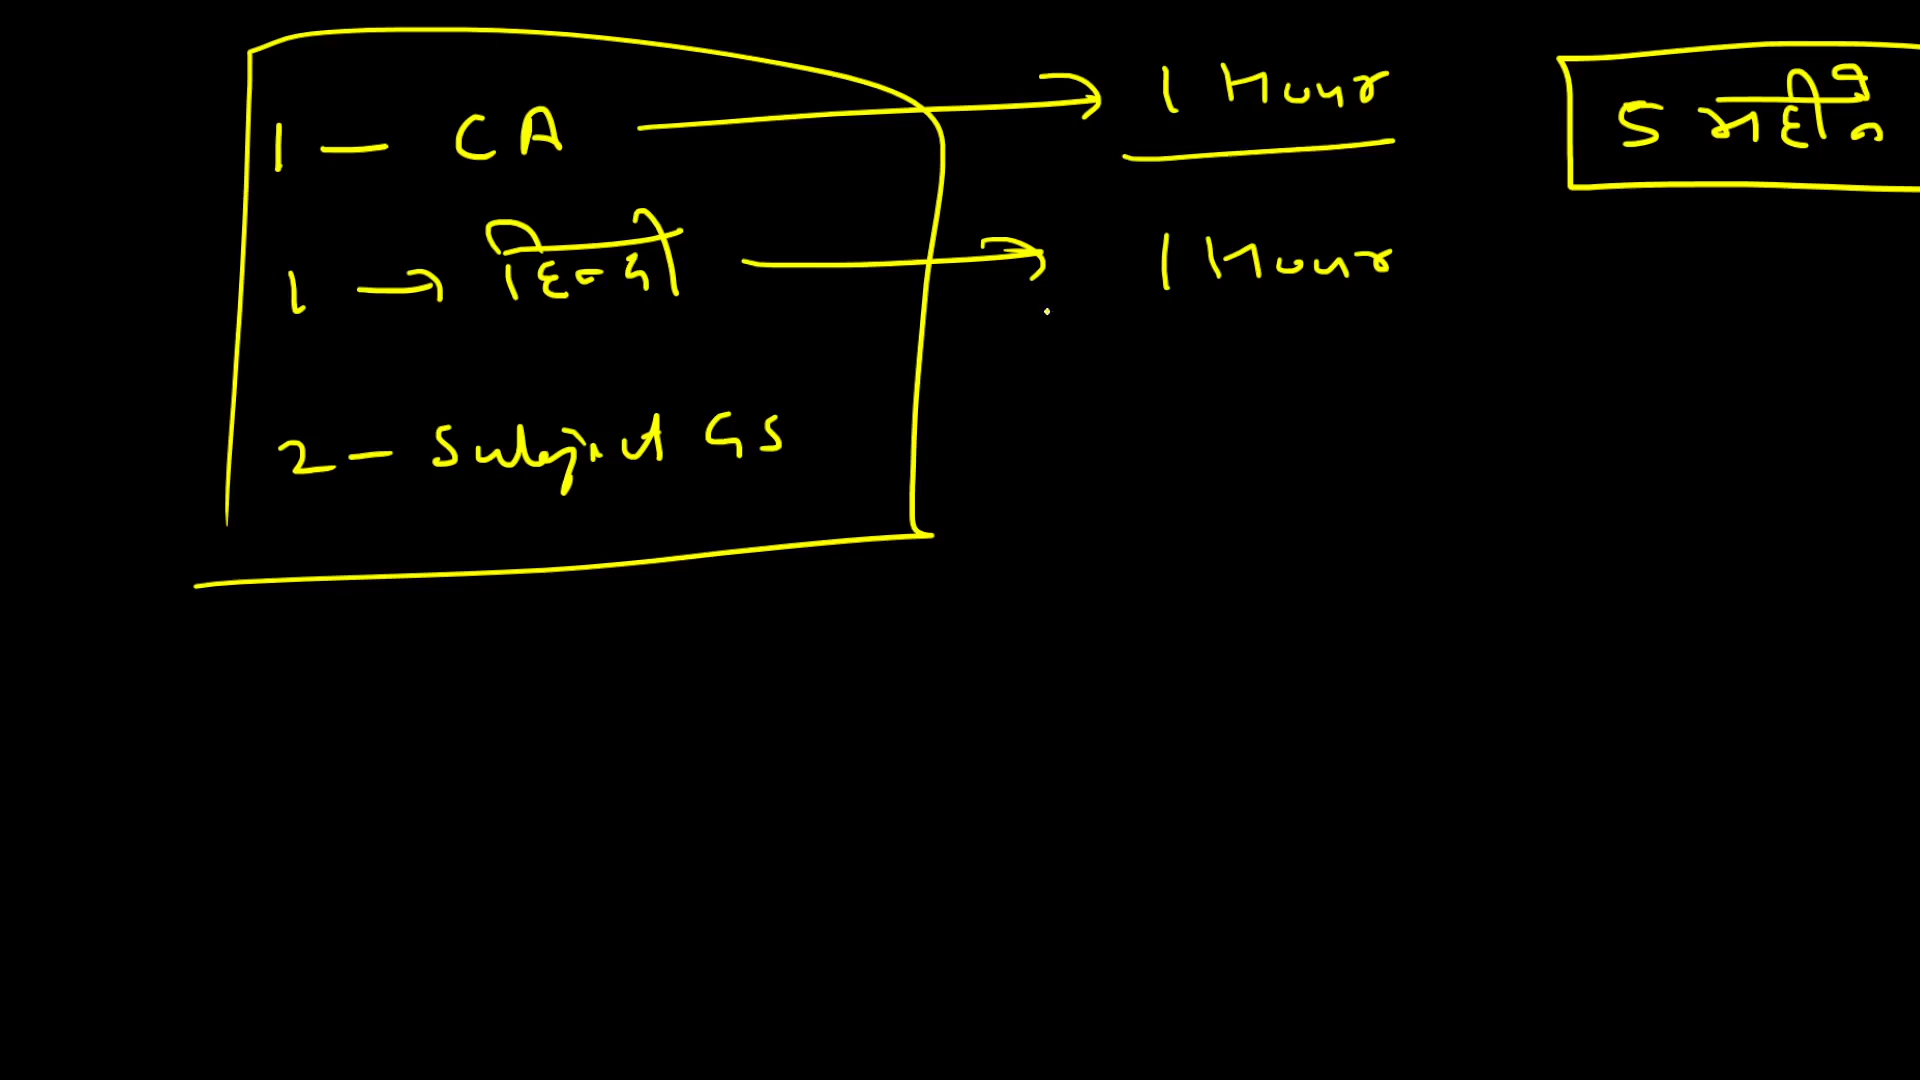 1 — CA → 1 Hour
1 → हिन्दी → 1 Hour
2 — Subject GS
5 महीने